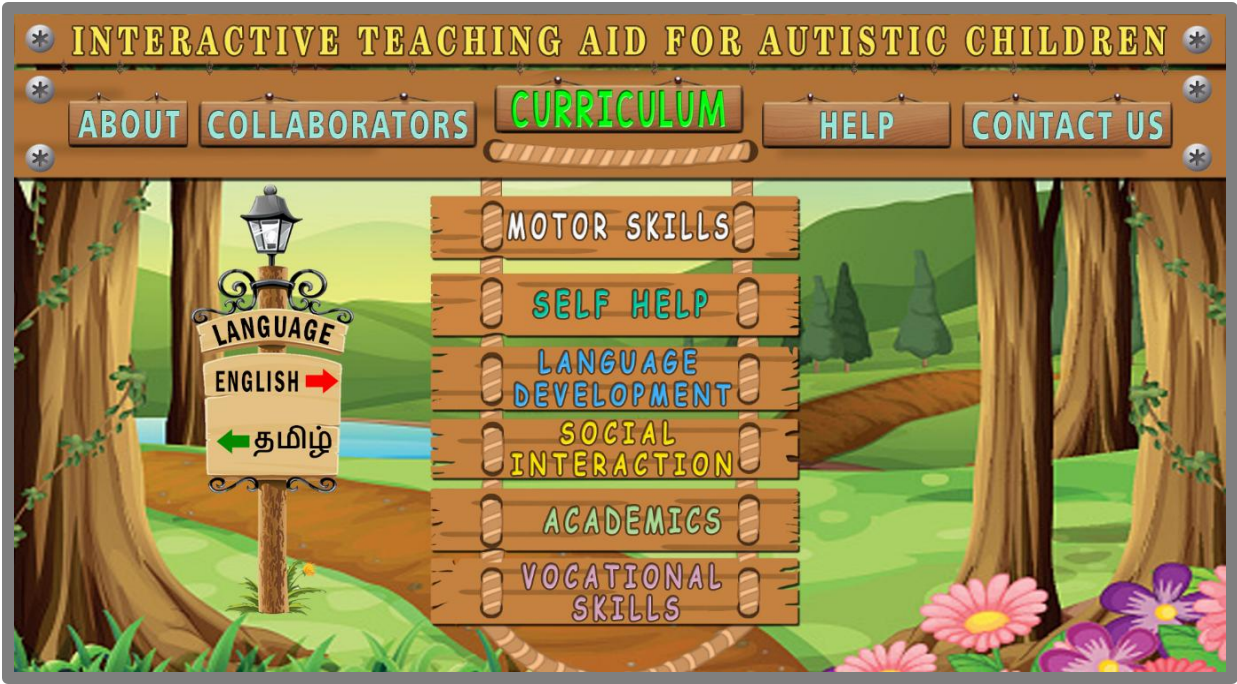 INTERACTIVE TEACHING AID FOR AUTISTIC CHILDREN
ABOUT
COLLABORATORS
CURRICULUM
HELP
CONTACT US
LANGUAGE
ENGLISH
தமிழ்
MOTOR SKILLS
SELF HELP
LANGUAGE
DEVELOPMENT
SOCIAL
INTERACTION
ACADEMICS
VOCATIONAL
SKILLS